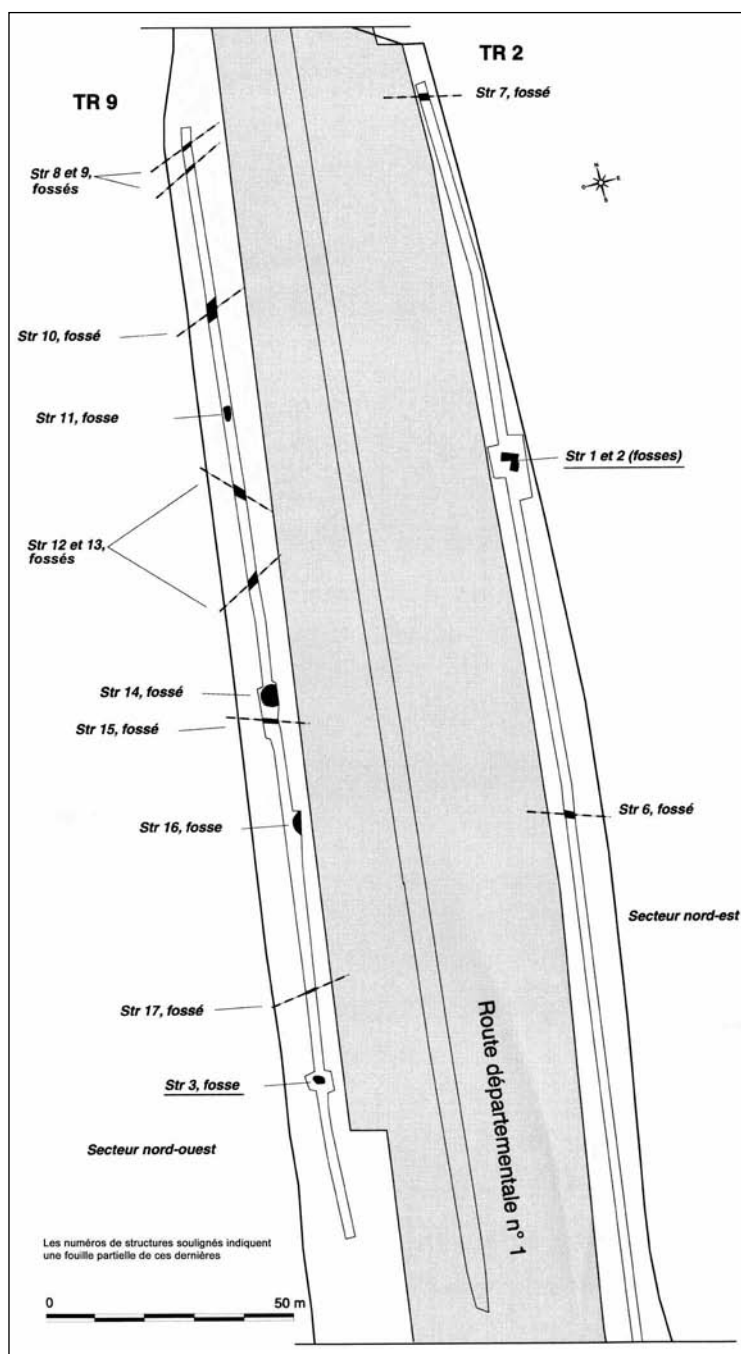 TR 2
TR 9
Str 7, fossé
Str 8 et 9,
fossés
Str 10, fossé
Str 11, fosse
Str 1 et 2 (fosses)
Str 12 et 13,
fossés
Str 14, fossé
Str 15, fossé
Str 16, fosse
Str 6, fossé
Secteur nord-est
Str 17, fossé
Route départementale n° 1
Str 3, fosse
Secteur nord-ouest
Les numéros de structures soulignés indiquent
une fouille partielle de ces dernières
0 50 m